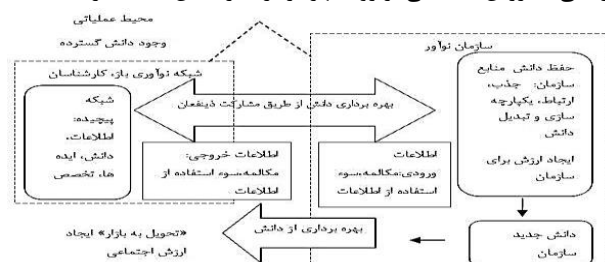 محیط عملیاتی
وجود دانش گسترده
سازمان نوآور
شبکه نوآوری باز، کارشناسان
شبکه
پیچیده:
اطلاعات،
دانش، ایده
ها، تخصص
بهره برداری دانش از طریق مشارکت ذینفعان
حفظ دانش منابع
سازمان: جذب،
ارتباط، یکپارچه
سازی و تبدیل
دانش
ایجاد ارزش برای
سازمان
اطلاعات خروجی:
مکالمه،سوء استفاده از
اطلاعات
اطلاعات
ورودی:مکالمه،سوء
استفاده از اطلاعات
«تحویل به بازار» ایجاد
ارزش اجتماعی
بهره برداری از دانش
دانش جدید
سازمان